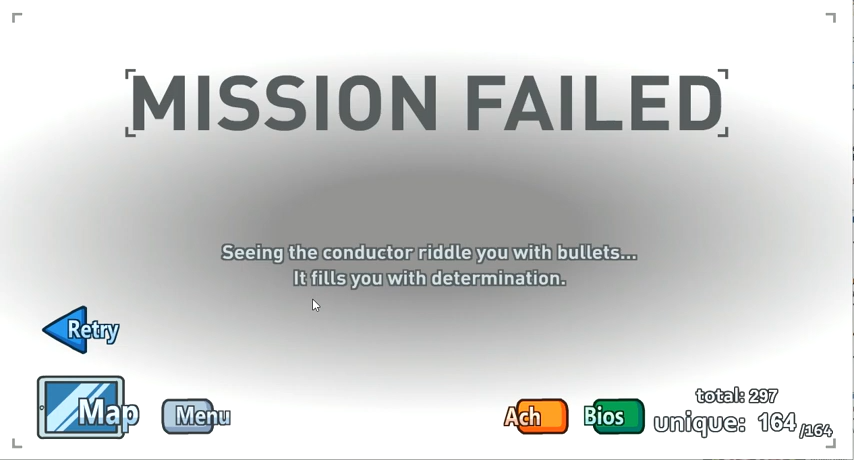 MISSION FAILED
Seeing the conductor riddle you with bullets...
It fills you with determination.
Retry
Map
Menu
Ach
Bios
total: 297
unique: 164 /164